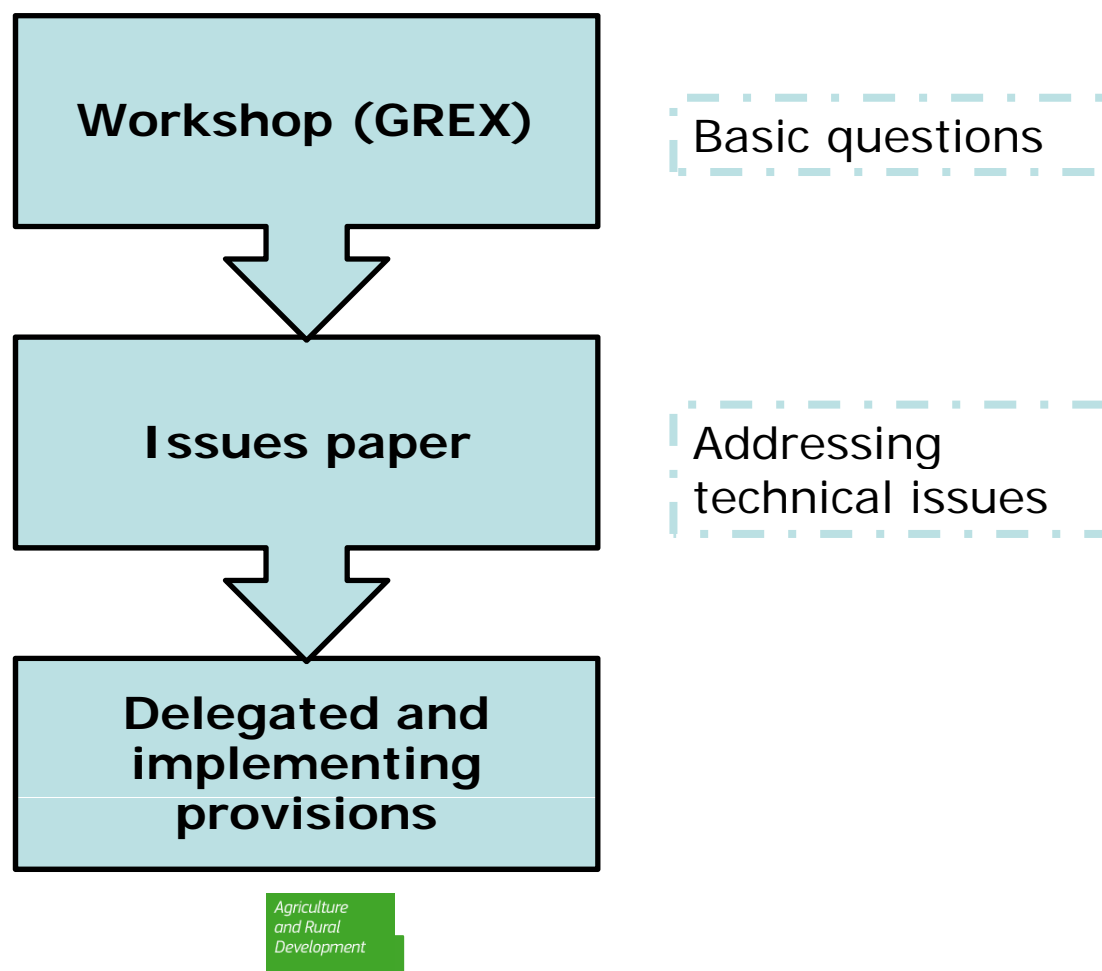 Workshop (GREX)
Basic questions
Issues paper
Addressing
technical issues
Delegated and
implementing
provisions
Agriculture
and Rural
Development